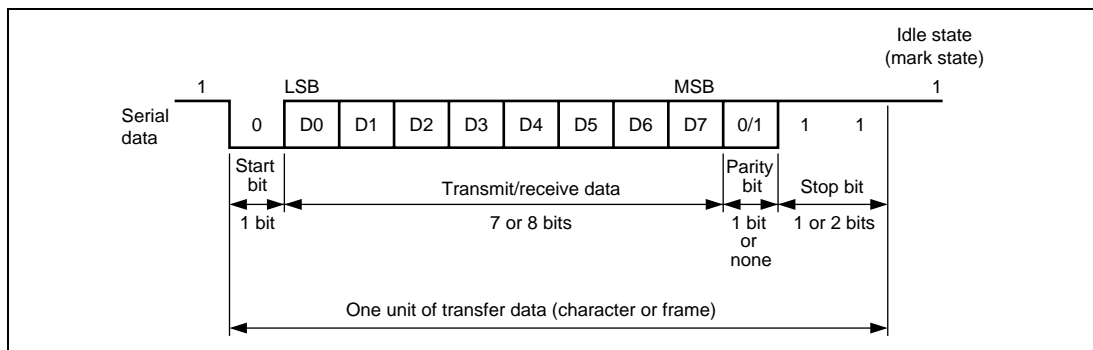 Idle state
(mark state)
1 LSB MSB 1
Serial
data
0 D0 D1 D2 D3 D4 D5 D6 D7 0/1 1 1
Start
bit
Transmit/receive data
Parity
bit
Stop bit
1 bit
7 or 8 bits
1 bit
or
none
1 or 2 bits
One unit of transfer data (character or frame)